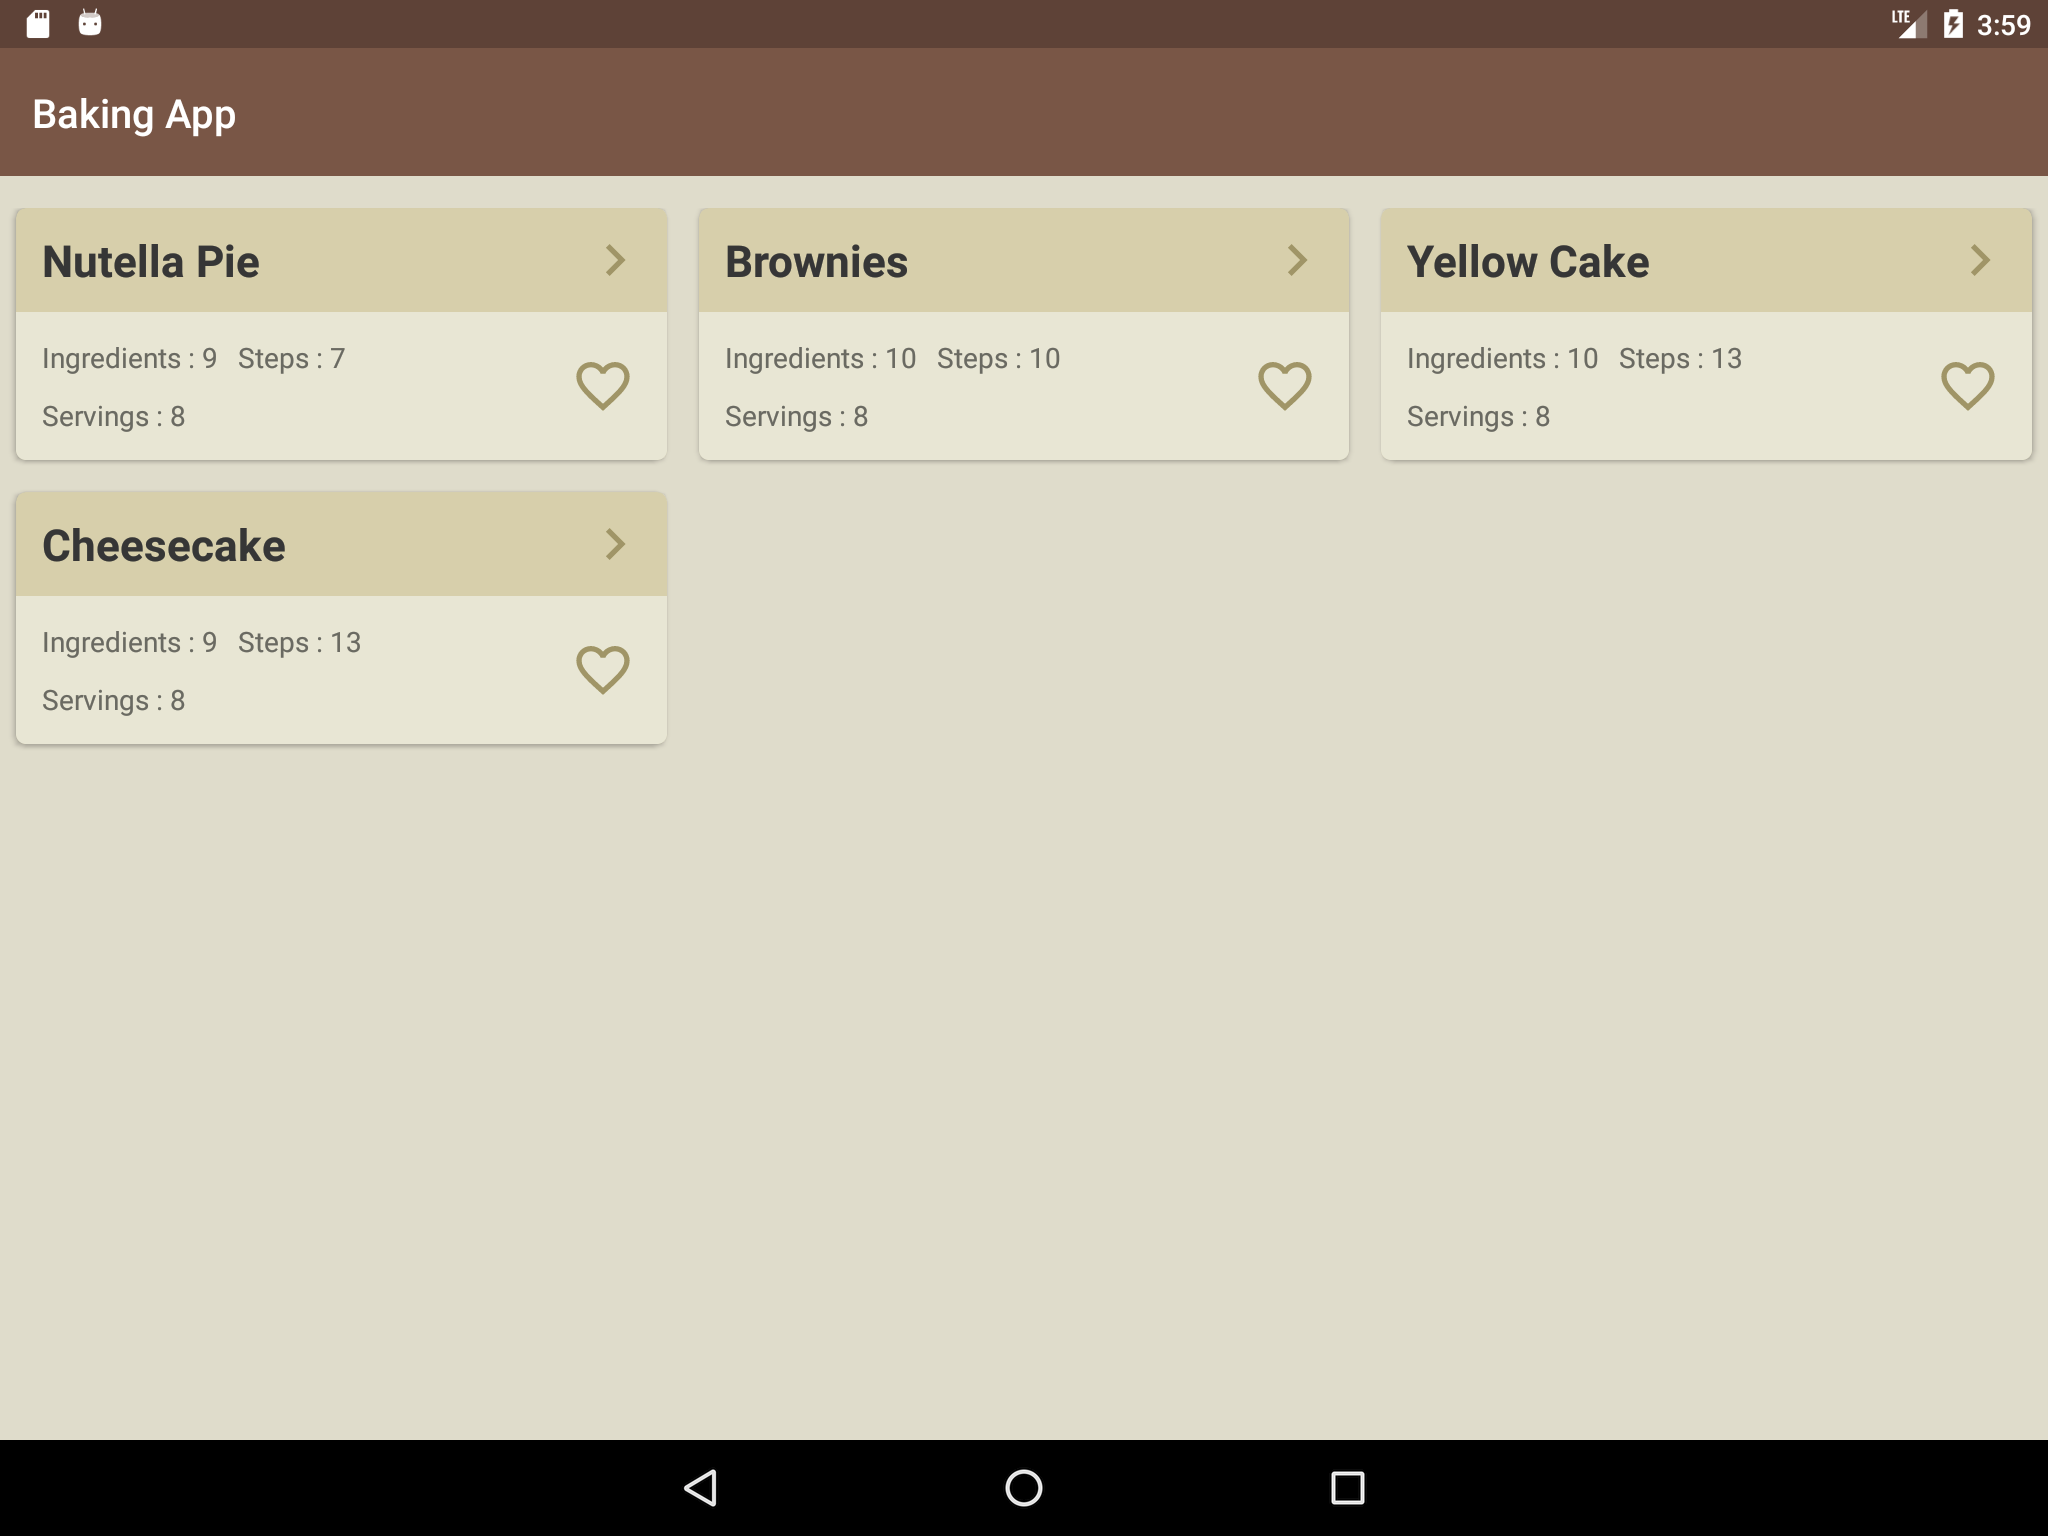 LTE 3:59
Baking App
Nutella Pie
Ingredients : 9 Steps : 7
Servings : 8
Brownies
Ingredients : 10 Steps : 10
Servings : 8
Yellow Cake
Ingredients : 10 Steps : 13
Servings : 8
Cheesecake
Ingredients : 9 Steps : 13
Servings : 8